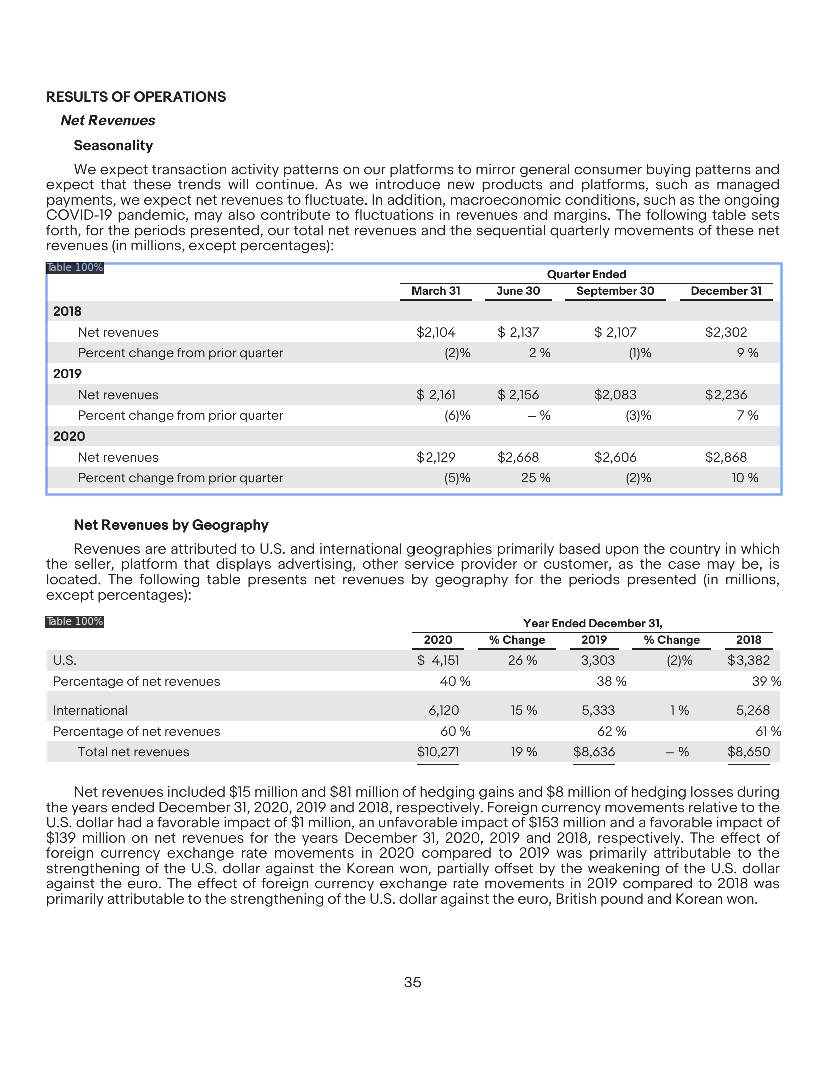 RESULTS OF OPERATIONS
Net Revenues
Seasonality
We expect transaction activity patterns on our platforms to mirror general consumer buying patterns and
expect that these trends will continue. As we introduce new products and platforms, such as managed
payments, we expect net revenues to fluctuate. In addition, macroeconomic conditions, such as the ongoing
COVID-19 pandemic, may also contribute to fluctuations in revenues and margins. The following table sets
forth, for the periods presented, our total net revenues and the sequential quarterly movements of these net
revenues (in millions, except percentages):
Table 100%
Quarter Ended
March 31 June 30 September 30 December 31
2018
Net revenues $2,104 $ 2,137 $ 2,107 $2,302
Percent change from prior quarter (2)% 2 % (1)% 9 %
2019
Net revenues $ 2,161 $ 2,156 $2,083 $2,236
Percent change from prior quarter (6)% – % (3)% 7 %
2020
Net revenues $2,129 $2,668 $2,606 $2,868
Percent change from prior quarter (5)% 25 % (2)% 10 %
Net Revenues by Geography
Revenues are attributed to U.S. and international geographies primarily based upon the country in which
the seller, platform that displays advertising, other service provider or customer, as the case may be, is
located. The following table presents net revenues by geography for the periods presented (in millions,
except percentages):
Table 100%
Year Ended December 31,
2020 % Change 2019 % Change 2018
U.S. $ 4,151 26 % 3,303 (2)% $3,382
Percentage of net revenues 40 % 38 % 39 %
International 6,120 15 % 5,333 1 % 5,268
Percentage of net revenues 60 % 62 % 61 %
Total net revenues $10,271 19 % $8,636 – % $8,650
Net revenues included $15 million and $81 million of hedging gains and $8 million of hedging losses during
the years ended December 31, 2020, 2019 and 2018, respectively. Foreign currency movements relative to the
U.S. dollar had a favorable impact of $1 million, an unfavorable impact of $153 million and a favorable impact of
$139 million on net revenues for the years December 31, 2020, 2019 and 2018, respectively. The effect of
foreign currency exchange rate movements in 2020 compared to 2019 was primarily attributable to the
strengthening of the U.S. dollar against the Korean won, partially offset by the weakening of the U.S. dollar
against the euro. The effect of foreign currency exchange rate movements in 2019 compared to 2018 was
primarily attributable to the strengthening of the U.S. dollar against the euro, British pound and Korean won.
35